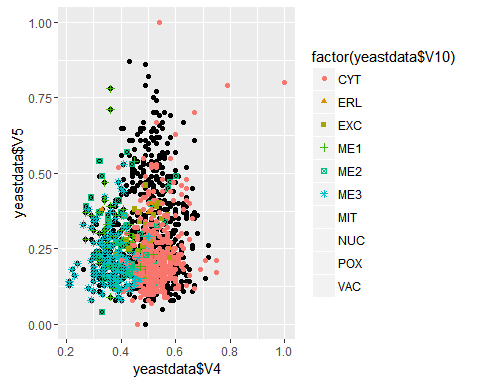 1.00
0.75
0.50
0.25
0.00
yeastdata$V5
0.2 0.4 0.6 0.8 1.0
yeastdata$V4
factor(yeastdata$V10)
CYT
ERL
EXC
ME1
ME2
ME3
MIT
NUC
POX
VAC